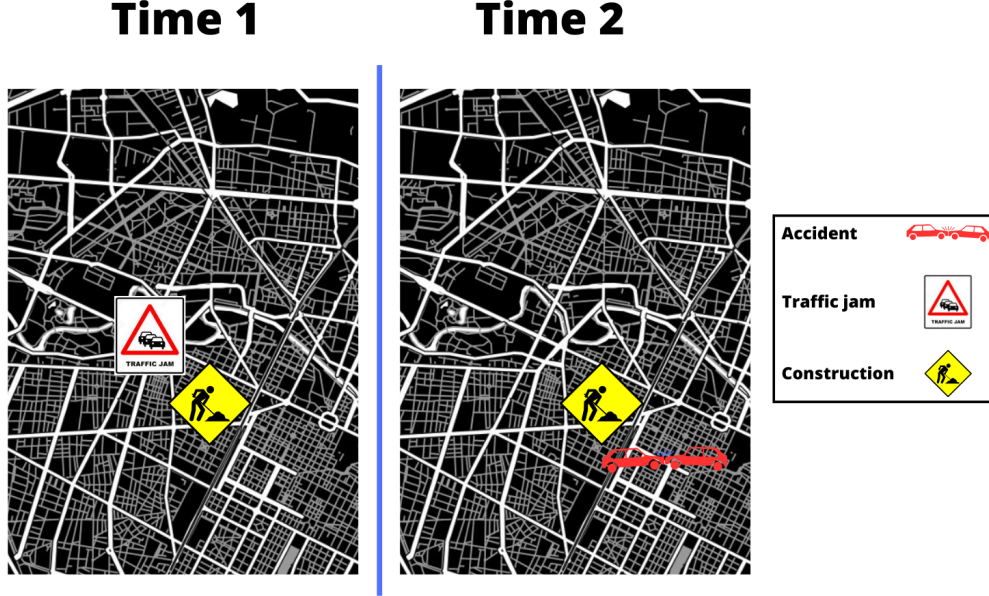 Time 1
Time 2
TRAFFIC JAM
Accident
Traffic jam
TRAFFIC JAM
Construction